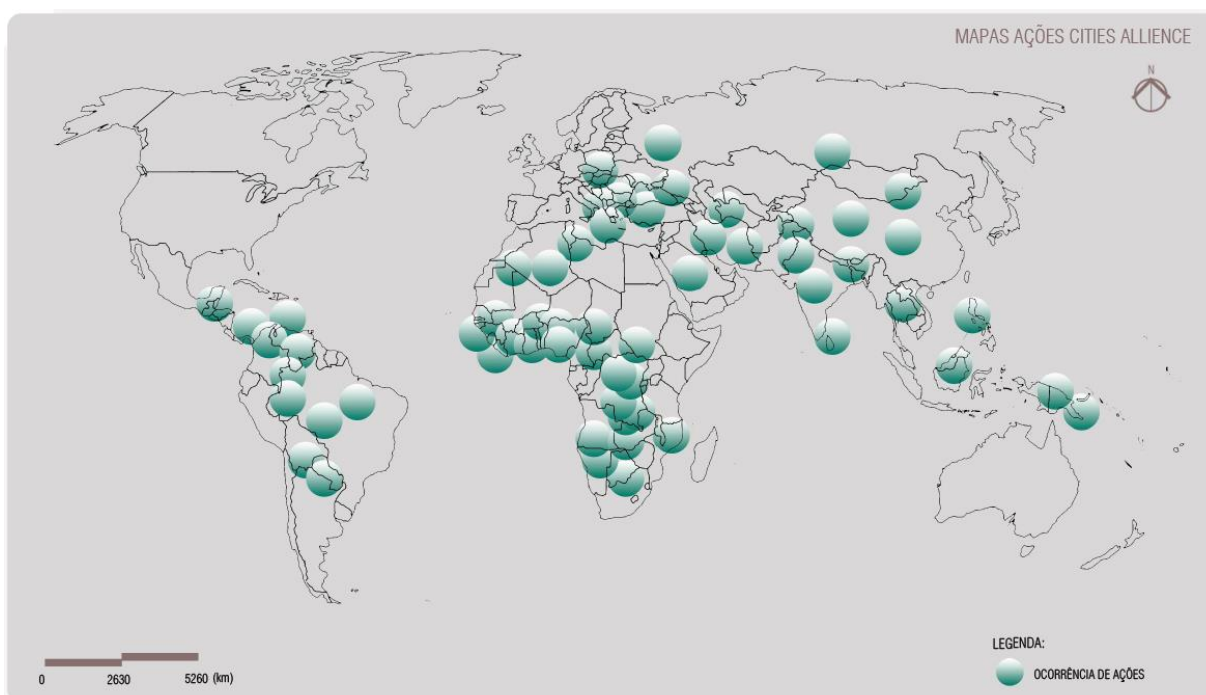 MAPAS AÇÕES CITIES ALLIENCE
N
LEGENDA:
OCORRÊNCIA DE AÇÕES
0 2630 5260 (km)